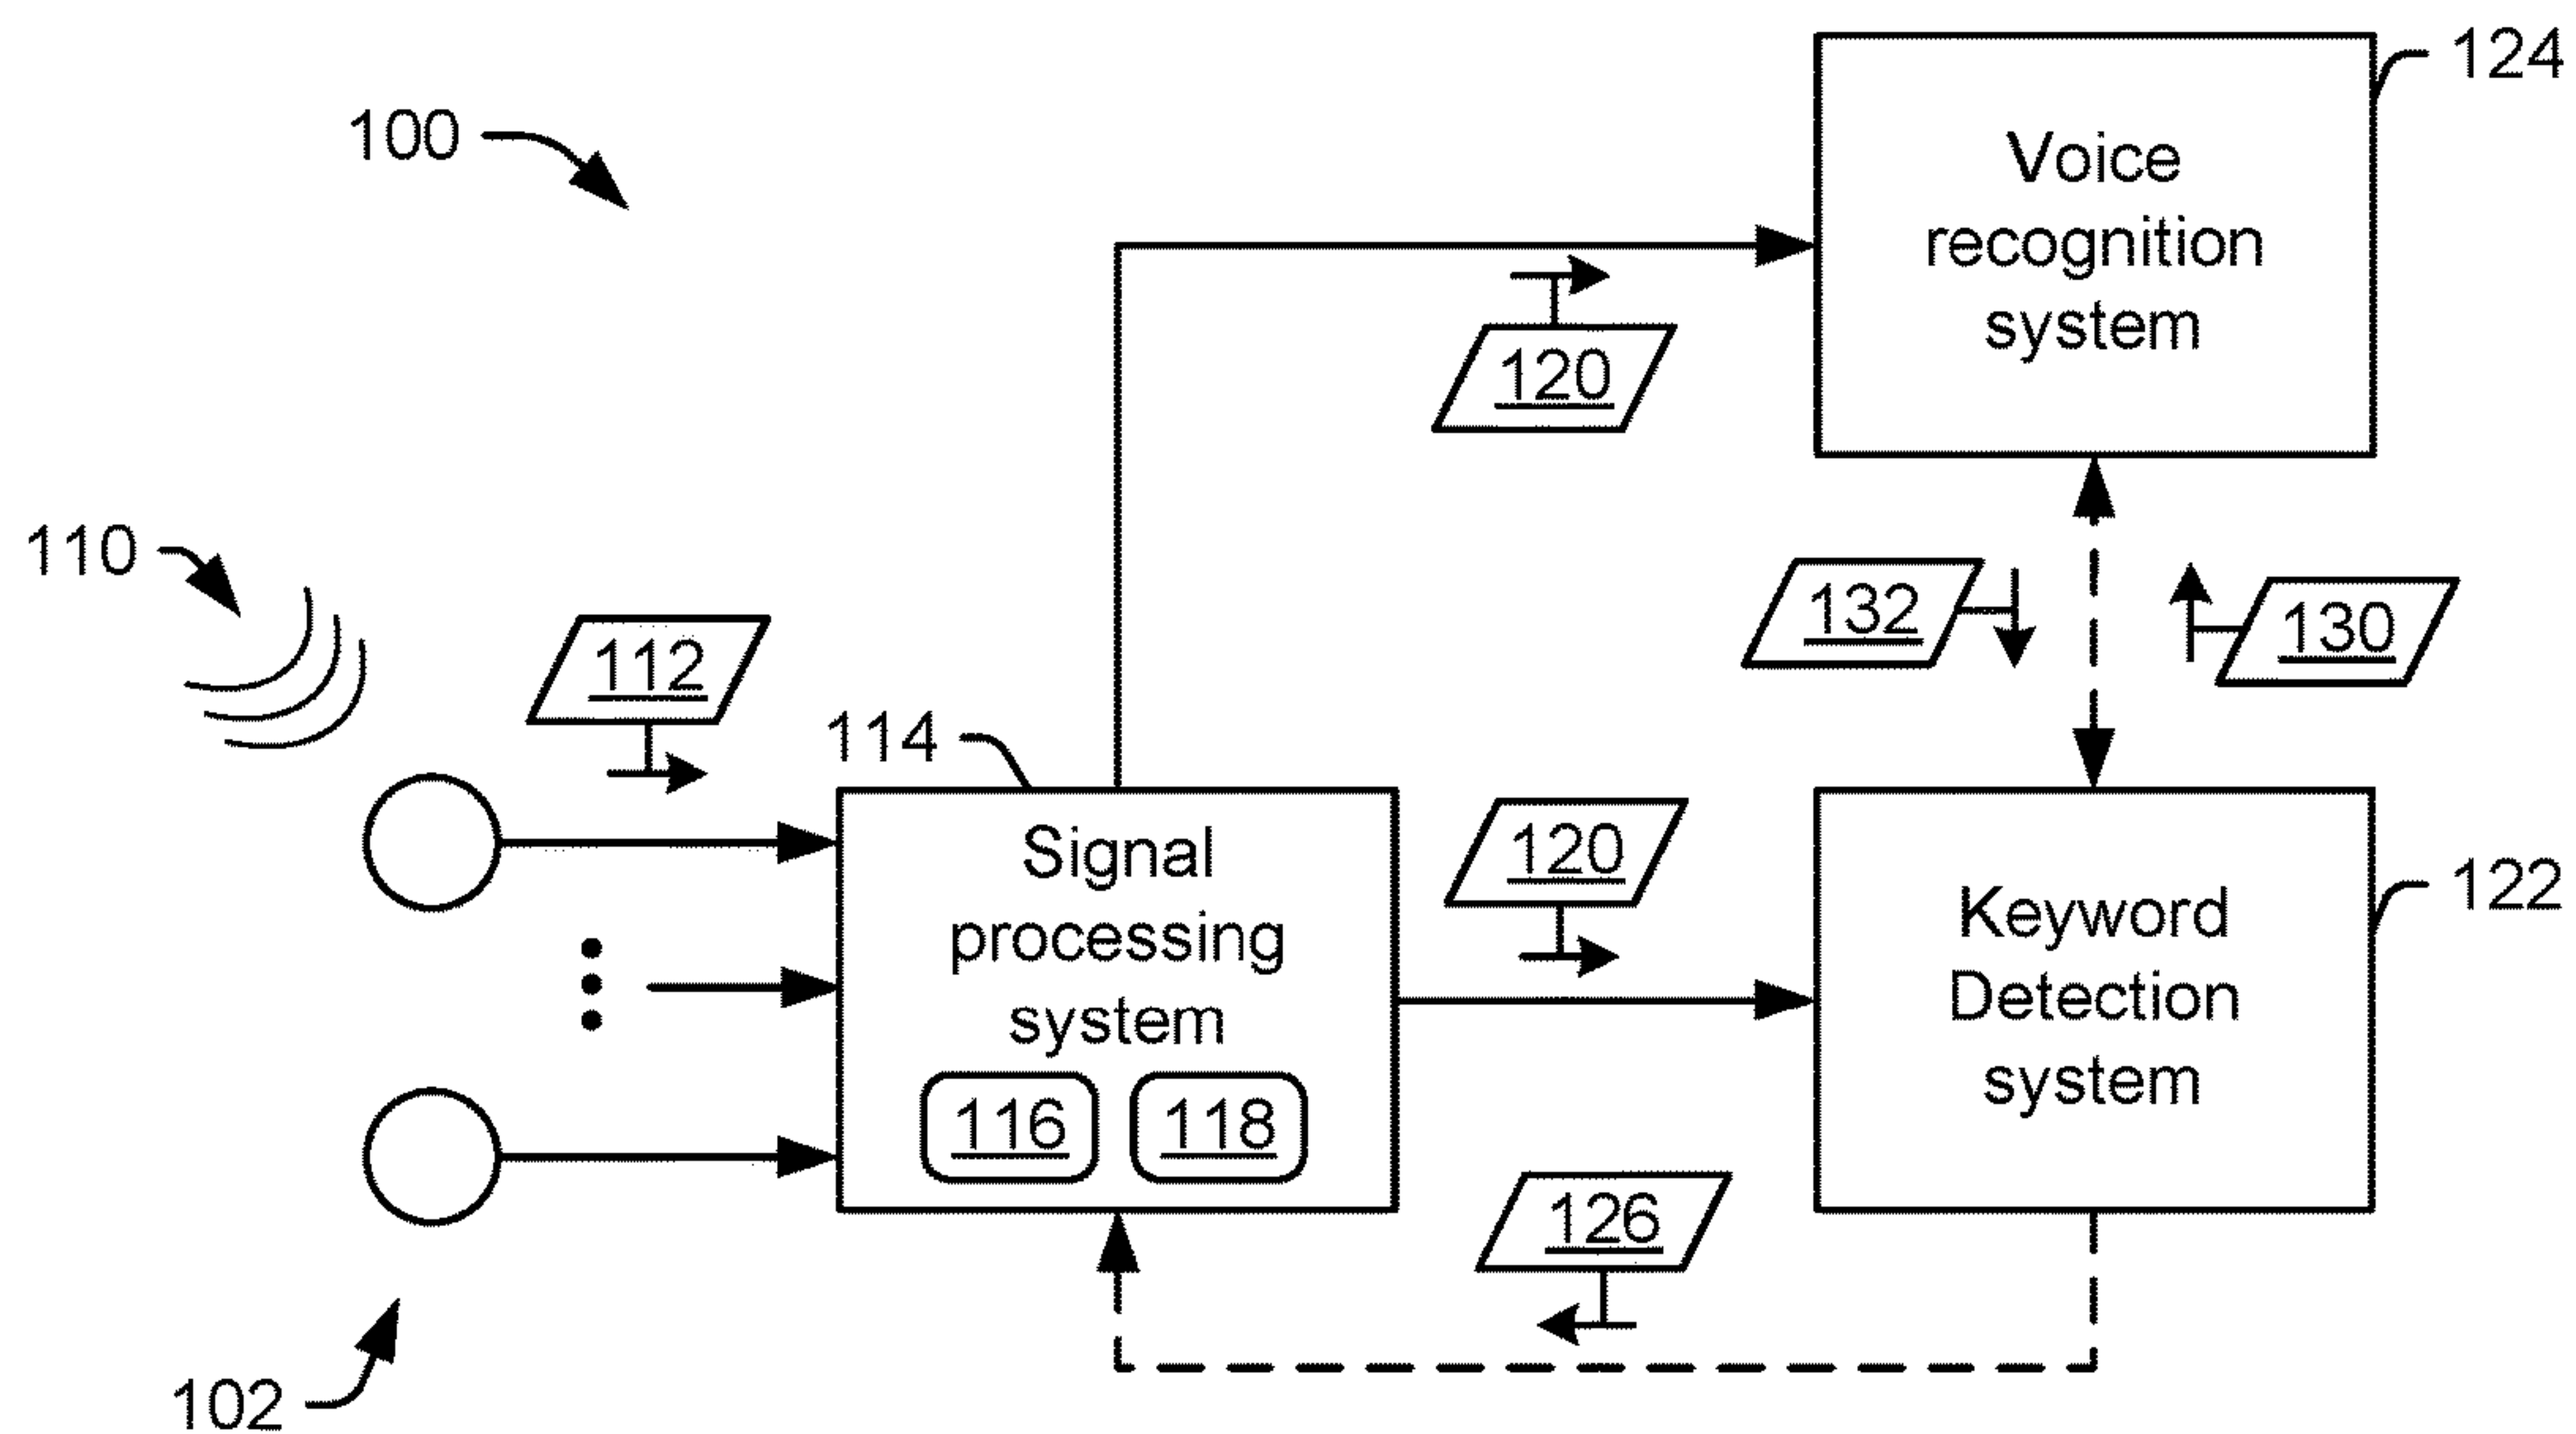 100
124
Voice
recognition
system
120
110
112
132
130
114
Signal
processing
system
116 118
120
122
Keyword
Detection
system
126
102